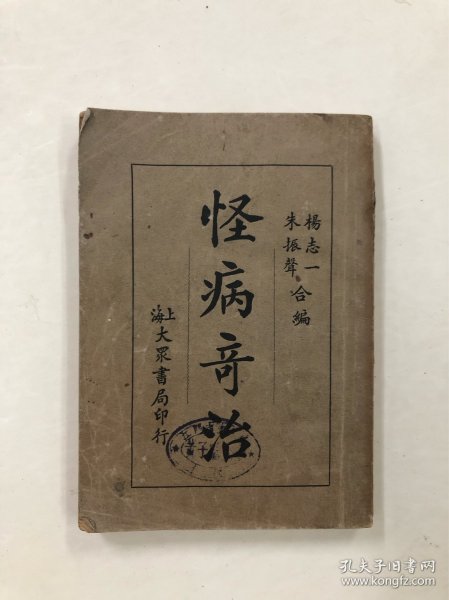 楊志一
朱振聲
合編
怪病奇治
上海大眾書局印行
孔夫子旧书网
www.kongfz.com